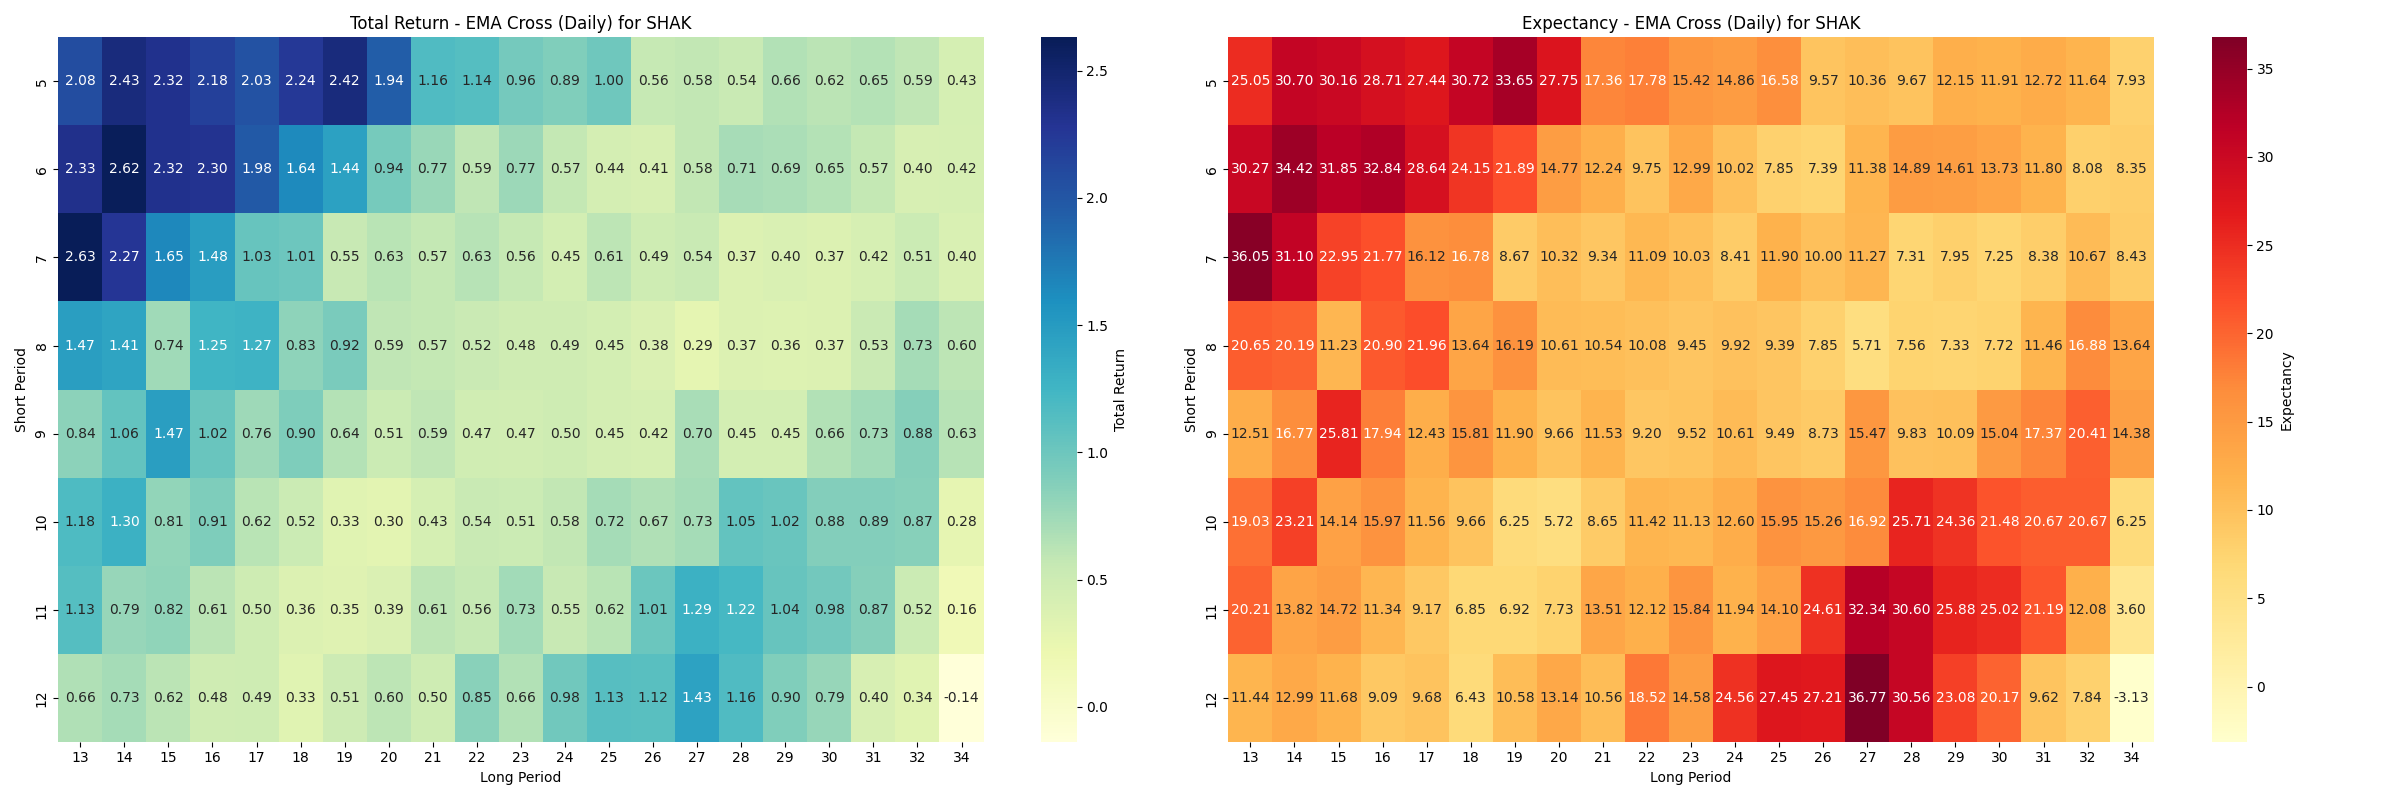 Total Return - EMA Cross (Daily) for SHAK
Short Period
5 2.08 2.43 2.32 2.18 2.03 2.24 2.42 1.94 1.16 1.14 0.96 0.89 1.00 0.56 0.58 0.54 0.66 0.62 0.65 0.59 0.43
6 2.33 2.62 2.32 2.30 1.98 1.64 1.44 0.94 0.77 0.59 0.77 0.57 0.44 0.41 0.58 0.71 0.69 0.65 0.57 0.40 0.42
7 2.63 2.27 1.65 1.48 1.03 1.01 0.55 0.63 0.57 0.63 0.56 0.45 0.61 0.49 0.54 0.37 0.40 0.37 0.42 0.51 0.40
8 1.47 1.41 0.74 1.25 1.27 0.83 0.92 0.59 0.57 0.52 0.48 0.49 0.45 0.38 0.29 0.37 0.36 0.37 0.53 0.73 0.60
9 0.84 1.06 1.47 1.02 0.76 0.90 0.64 0.51 0.59 0.47 0.47 0.50 0.45 0.42 0.70 0.45 0.45 0.66 0.73 0.88 0.63
10 1.18 1.30 0.81 0.91 0.62 0.52 0.33 0.30 0.43 0.54 0.51 0.58 0.72 0.67 0.73 1.05 1.02 0.88 0.89 0.87 0.28
11 1.13 0.79 0.82 0.61 0.50 0.36 0.35 0.39 0.61 0.56 0.73 0.55 0.62 1.01 1.29 1.22 1.04 0.98 0.87 0.52 0.16
12 0.66 0.73 0.62 0.48 0.49 0.33 0.51 0.60 0.50 0.85 0.66 0.98 1.13 1.12 1.43 1.16 0.90 0.79 0.40 0.34 -0.14
13 14 15 16 17 18 19 20 21 22 23 24 25 26 27 28 29 30 31 32 34
Long Period
2.5
2.0
1.5
1.0
0.5
0.0
Total Return
Expectancy - EMA Cross (Daily) for SHAK
Short Period
5 25.05 30.70 30.16 28.71 27.44 30.72 33.65 27.75 17.36 17.78 15.42 14.86 16.58 9.57 10.36 9.67 12.15 11.91 12.72 11.64 7.93
6 30.27 34.42 31.85 32.84 28.64 24.15 21.89 14.77 12.24 9.75 12.99 10.02 7.85 7.39 11.38 14.89 14.61 13.73 11.80 8.08 8.35
7 36.05 31.10 22.95 21.77 16.12 16.78 8.67 10.32 9.34 11.09 10.03 8.41 11.90 10.00 11.27 7.31 7.95 7.25 8.38 10.67 8.43
8 20.65 20.19 11.23 20.90 21.96 13.64 16.19 10.61 10.54 10.08 9.45 9.92 9.39 7.85 5.71 7.56 7.33 7.72 11.46 16.88 13.64
9 12.51 16.77 25.81 17.94 12.43 15.81 11.90 9.66 11.53 9.20 9.52 10.61 9.49 8.73 15.47 9.83 10.09 15.04 17.37 20.41 14.38
10 19.03 23.21 14.14 15.97 11.56 9.66 6.25 5.72 8.65 11.42 11.13 12.60 15.95 15.26 16.92 25.71 24.36 21.48 20.67 20.67 6.25
11 20.21 13.82 14.72 11.34 9.17 6.85 6.92 7.73 13.51 12.12 15.84 11.94 14.10 24.61 32.34 30.60 25.88 25.02 21.19 12.08 3.60
12 11.44 12.99 11.68 9.09 9.68 6.43 10.58 13.14 10.56 18.52 14.58 24.56 27.45 27.21 36.77 30.56 23.08 20.17 9.62 7.84 -3.13
13 14 15 16 17 18 19 20 21 22 23 24 25 26 27 28 29 30 31 32 34
Long Period
35
30
25
20
15
10
5
0
Expectancy